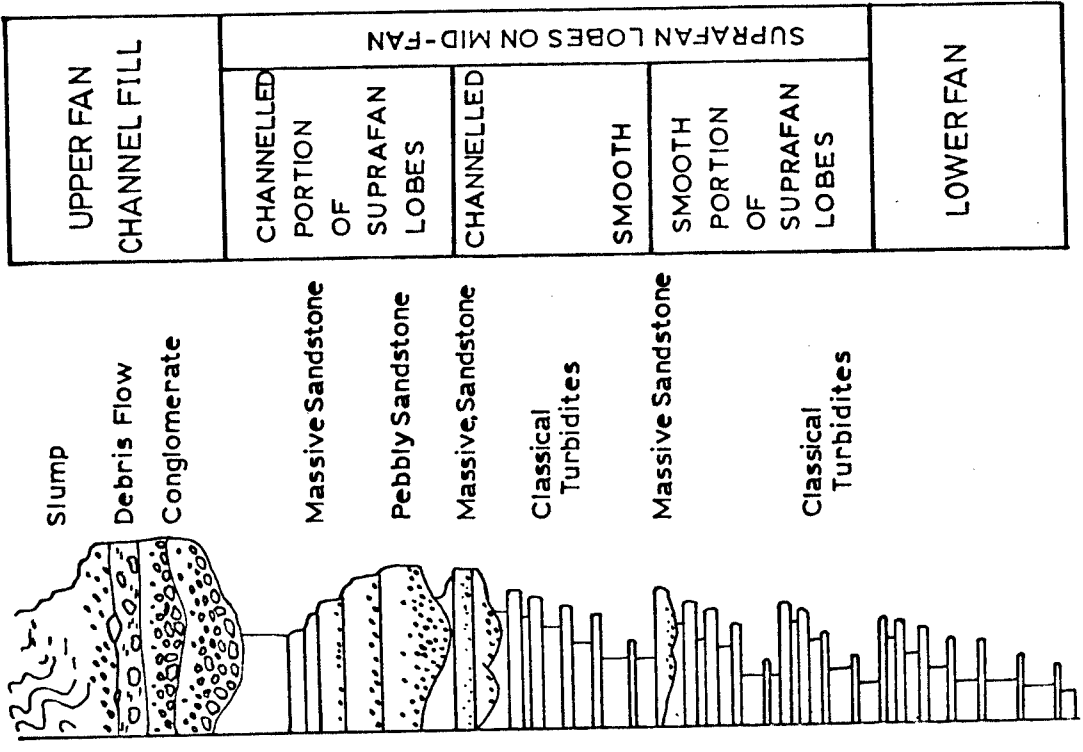 SUPRAFAN LOBES ON MID-FAN
UPPER FAN
CHANNEL FILL
CHANNELLED
PORTION
OF
SUPRAFAN
LOBES
CHANNELLED
SMOOTH
SMOOTH
PORTION
OF
SUPRAFAN
LOBES
LOWER FAN
Slump
Debris Flow
Conglomerate
Massive Sandstone
Pebbly Sandstone
Massive, Sandstone
Classical
Turbidites
Massive Sandstone
Classical
Turbidites